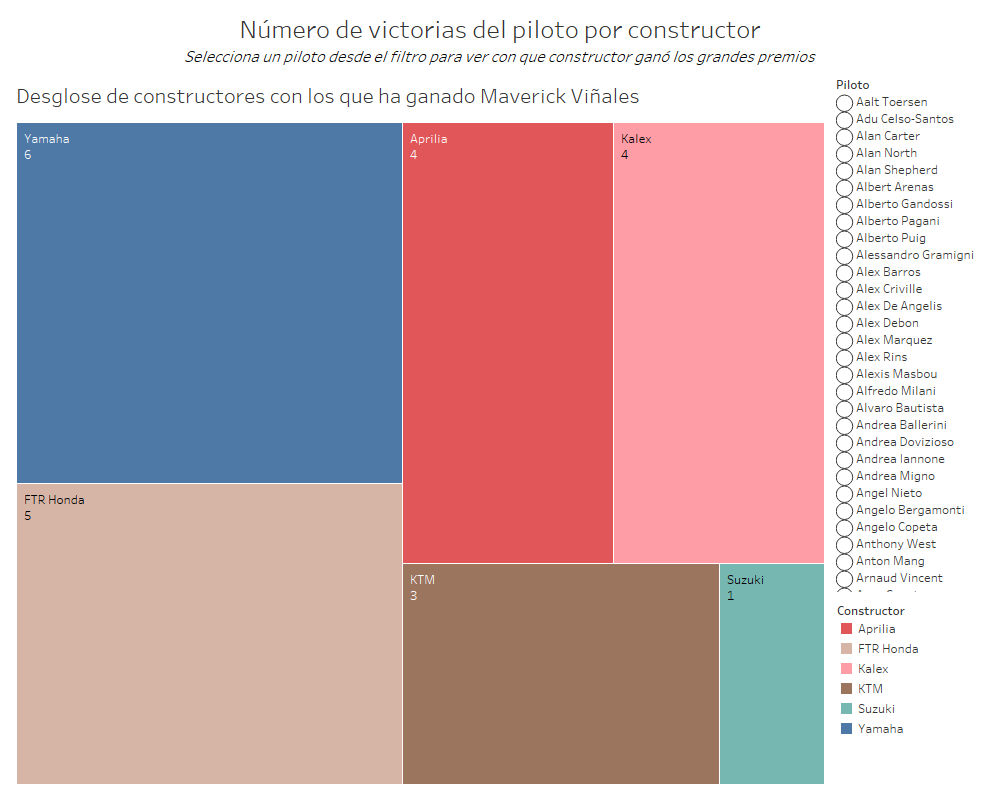 Número de victorias del piloto por constructor
Selecciona un piloto desde el filtro para ver con que constructor ganó los grandes premios
Desglose de constructores con los que ha ganado Maverick Viñales
Yamaha
6
Aprilia
4
Kalex
4
FTR Honda
5
KTM
3
Suzuki
1
Piloto
Aalt Toersen
Adu Celso-Santos
Alan Carter
Alan North
Alan Shepherd
Albert Arenas
Alberto Gandossi
Alberto Pagani
Alberto Puig
Alessandro Gramigni
Alex Barros
Alex Criville
Alex De Angelis
Alex Debon
Alex Marquez
Alex Rins
Alexis Masbou
Alfredo Milani
Alvaro Bautista
Andrea Ballerini
Andrea Dovizioso
Andrea Iannone
Andrea Migno
Angel Nieto
Angelo Bergamonti
Angelo Copeta
Anthony West
Anton Mang
Arnaud Vincent
Constructor
Aprilia
FTR Honda
Kalex
KTM
Suzuki
Yamaha